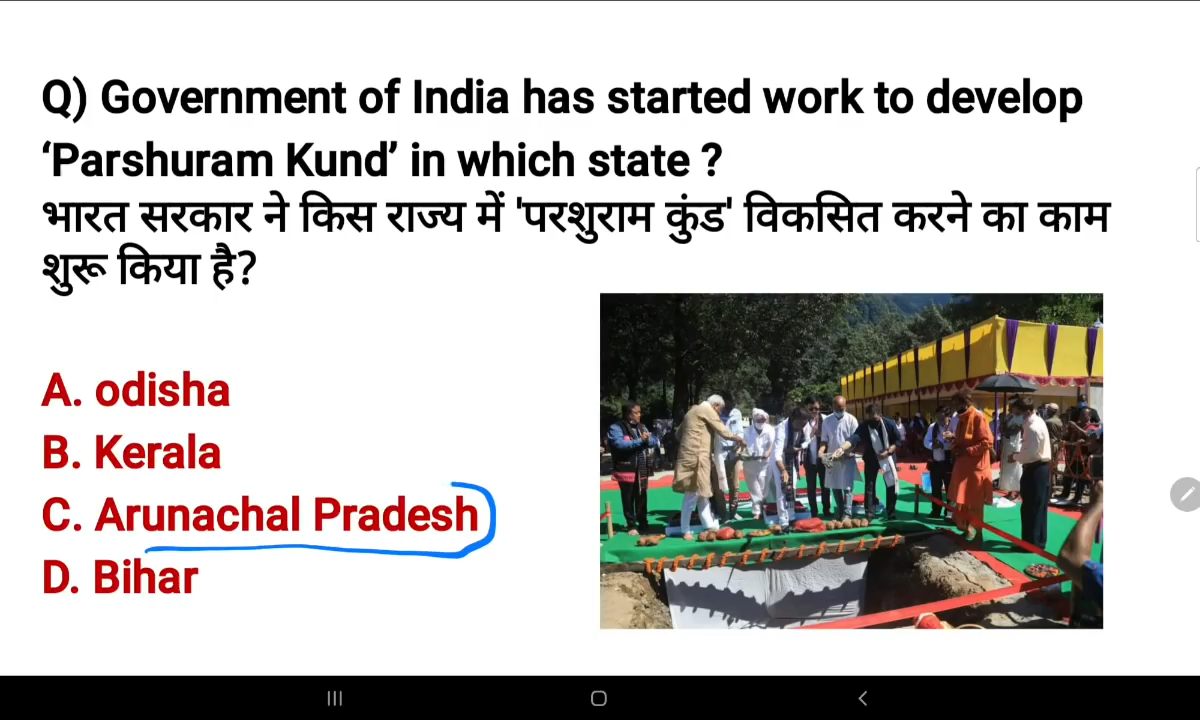 Q) Government of India has started work to develop
‘Parshuram Kund’ in which state ?
भारत सरकार ने किस राज्य में 'परशुराम कुंड' विकसित करने का काम
शुरू किया है?
A. odisha
B. Kerala
C. Arunachal Pradesh
D. Bihar